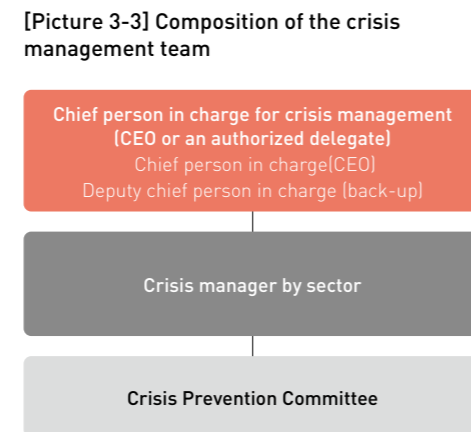 [Picture 3-3] Composition of the crisis
management team
Chief person in charge for crisis management
(CEO or an authorized delegate)
Chief person in charge(CEO)
Deputy chief person in charge (back-up)
Crisis manager by sector
Crisis Prevention Committee